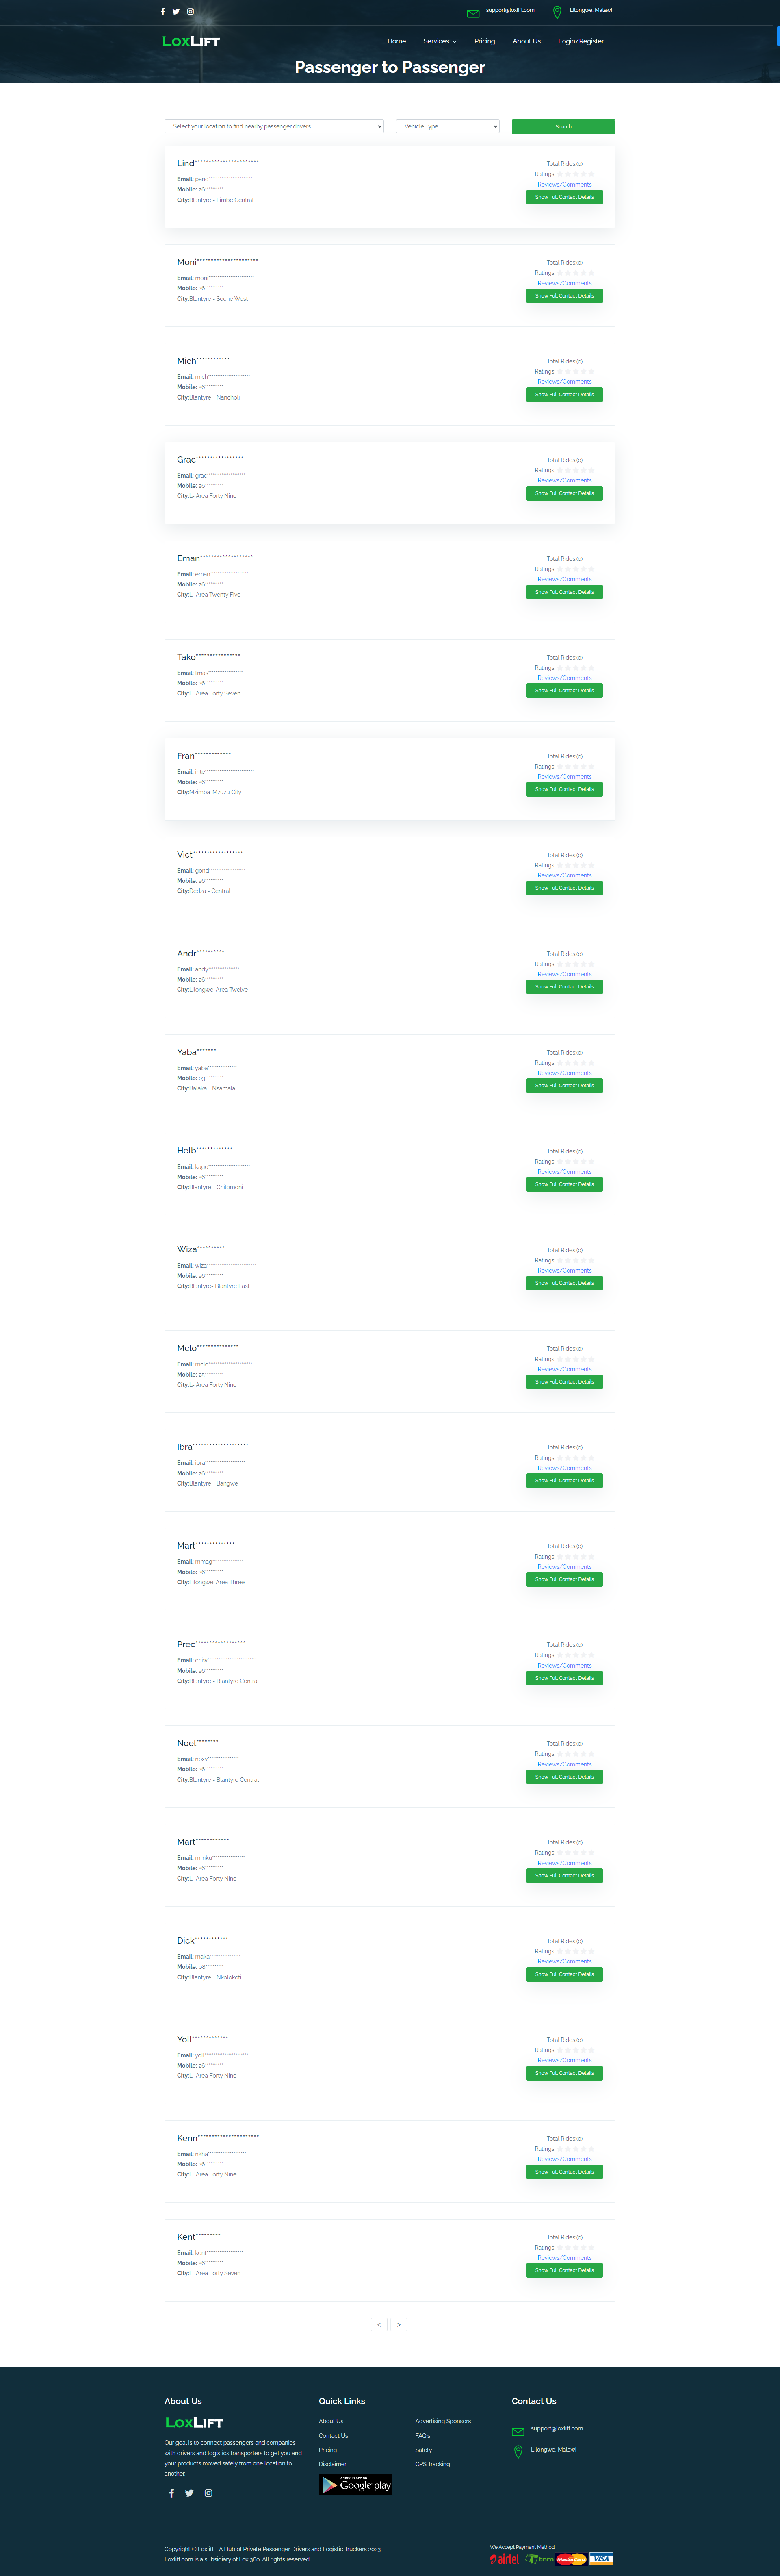 support@loxlift.com
Lilongwe, Malawi
LOXLIFT
Home
Services
Pricing
About Us
Login/Register
Passenger to Passenger
-Select your location to find nearby passenger drivers-
-Vehicle Type-
Search
Lind***********************
Total Rides:(0)
Email: pang************************
Ratings:
Mobile: 26**********
Reviews/Comments
City:Blantyre - Limbe Central
Show Full Contact Details
Moni**********************
Total Rides:(0)
Email: moni*************************
Ratings:
Mobile: 26**********
Reviews/Comments
City:Blantyre - Soche West
Show Full Contact Details
Mich************
Total Rides:(0)
Email: mich***********************
Ratings:
Mobile: 26**********
Reviews/Comments
City:Blantyre - Nancholi
Show Full Contact Details
Grac*****************
Total Rides:(0)
Email: grac*********************
Ratings:
Mobile: 26**********
Reviews/Comments
City:L- Area Forty Nine
Show Full Contact Details
Eman*******************
Total Rides:(0)
Email: eman*********************
Ratings:
Mobile: 26**********
Reviews/Comments
City:L- Area Twenty Five
Show Full Contact Details
Tako****************
Total Rides:(0)
Email: tmas*******************
Ratings:
Mobile: 26**********
Reviews/Comments
City:L- Area Forty Seven
Show Full Contact Details
Fran*************
Total Rides:(0)
Email: inte***************************
Ratings:
Mobile: 26**********
Reviews/Comments
City:Mzimba-Mzuzu City
Show Full Contact Details
Vict******************
Total Rides:(0)
Email: gond********************
Ratings:
Mobile: 26**********
Reviews/Comments
City:Dedza - Central
Show Full Contact Details
Andr**********
Total Rides:(0)
Email: andy*****************
Ratings:
Mobile: 26**********
Reviews/Comments
City:Lilongwe-Area Twelve
Show Full Contact Details
Yaba*******
Total Rides:(0)
Email: yaba****************
Ratings:
Mobile: 03**********
Reviews/Comments
City:Balaka - Nsamala
Show Full Contact Details
Helb*************
Total Rides:(0)
Email: kago***********************
Ratings:
Mobile: 26**********
Reviews/Comments
City:Blantyre - Chilomoni
Show Full Contact Details
Wiza**********
Total Rides:(0)
Email: wiza***************************
Ratings:
Mobile: 26**********
Reviews/Comments
City:Blantyre- Blantyre East
Show Full Contact Details
Mclo***************
Total Rides:(0)
Email: mclo************************
Ratings:
Mobile: 25**********
Reviews/Comments
City:L- Area Forty Nine
Show Full Contact Details
Ibra********************
Total Rides:(0)
Email: ibra**********************
Ratings:
Mobile: 26**********
Reviews/Comments
City:Blantyre - Bangwe
Show Full Contact Details
Mart**************
Total Rides:(0)
Email: mmag*****************
Ratings:
Mobile: 26**********
Reviews/Comments
City:Lilongwe-Area Three
Show Full Contact Details
Prec******************
Total Rides:(0)
Email: chiw***************************
Ratings:
Mobile: 26**********
Reviews/Comments
City:Blantyre - Blantyre Central
Show Full Contact Details
Noel********
Total Rides:(0)
Email: noxy*****************
Ratings:
Mobile: 26**********
Reviews/Comments
City:Blantyre - Blantyre Central
Show Full Contact Details
Mart************
Total Rides:(0)
Email: mmku******************
Ratings:
Mobile: 26**********
Reviews/Comments
City:L- Area Forty Nine
Show Full Contact Details
Dick************
Total Rides:(0)
Email: maka*****************
Ratings:
Mobile: 08**********
Reviews/Comments
City:Blantyre - Nkolokoti
Show Full Contact Details
Yoll*************
Total Rides:(0)
Email: yoll************************
Ratings:
Mobile: 26**********
Reviews/Comments
City:L- Area Forty Nine
Show Full Contact Details
Kenn**********************
Total Rides:(0)
Email: nkha*********************
Ratings:
Mobile: 26**********
Reviews/Comments
City:L- Area Forty Nine
Show Full Contact Details
Kent*********
Total Rides:(0)
Email: kent********************
Ratings:
Mobile: 26**********
Reviews/Comments
City:L- Area Forty Seven
Show Full Contact Details
< >
About Us
LOXLIFT
Our goal is to connect passengers and companies
with drivers and logistics transporters to get you and
your products moved safely from one location to
another.
Quick Links
About Us
Contact Us
Pricing
Disclaimer
ANDROID APP ON
Google play
Advertising Sponsors
FAQ's
Safety
GPS Tracking
Contact Us
support@loxlift.com
Lilongwe, Malawi
Copyright © Loxlift - A Hub of Private Passenger Drivers and Logistic Truckers 2023.
Loxlift.com is a subsidiary of Lox 360. All rights reserved.
We Accept Payment Method
airtel
tnm
MasterCard
VISA